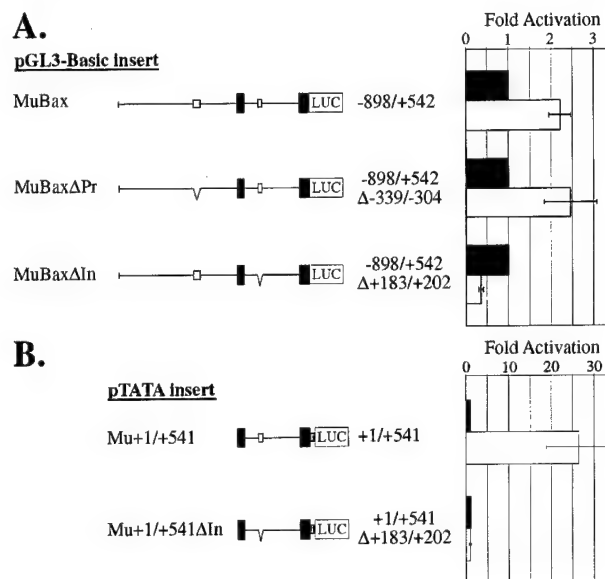 A.
Fold Activation
0 1 2 3
pGL3-Basic insert
MuBax LUC -898/+542
MuBaxΔPr LUC -898/+542
Δ-339/-304
MuBaxΔIn LUC -898/+542
Δ+183/+202
B.
Fold Activation
0 10 20 30
pTATA insert
Mu+1/+541 LUC +1/+541
Mu+1/+541ΔIn LUC +1/+541
Δ+183/+202